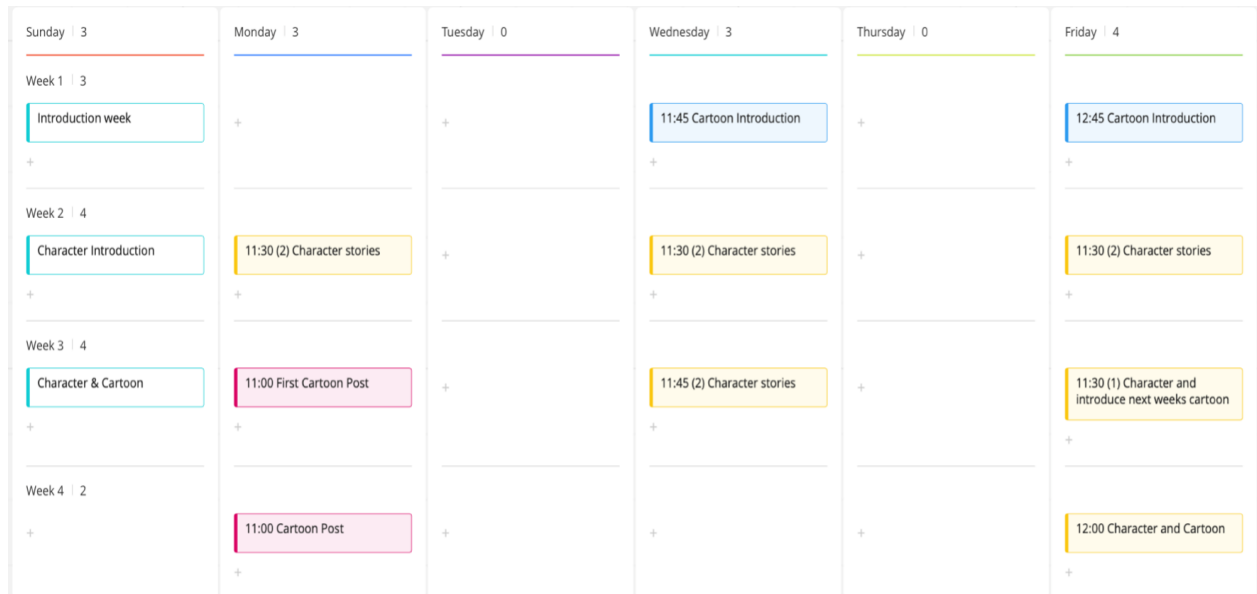 Sunday | 3
Monday | 3
Tuesday | 0
Wednesday | 3
Thursday | 0
Friday | 4
Week 1 | 3
Introduction week
+
+
11:45 Cartoon Introduction
+
12:45 Cartoon Introduction
+
+
+
Week 2 | 4
Character Introduction
11:30 (2) Character stories
+
11:30 (2) Character stories
+
11:30 (2) Character stories
+
+
+
+
Week 3 | 4
Character & Cartoon
11:00 First Cartoon Post
+
11:45 (2) Character stories
+
11:30 (1) Character and
introduce next weeks cartoon
+
+
+
+
Week 4 | 2
+
11:00 Cartoon Post
+
+
+
12:00 Character and Cartoon
+
+